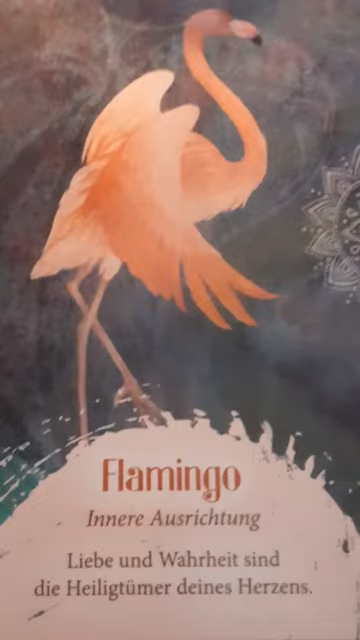 Flamingo
Innere Ausrichtung
Liebe und Wahrheit sind
die Heiligtümer deines Herzens.